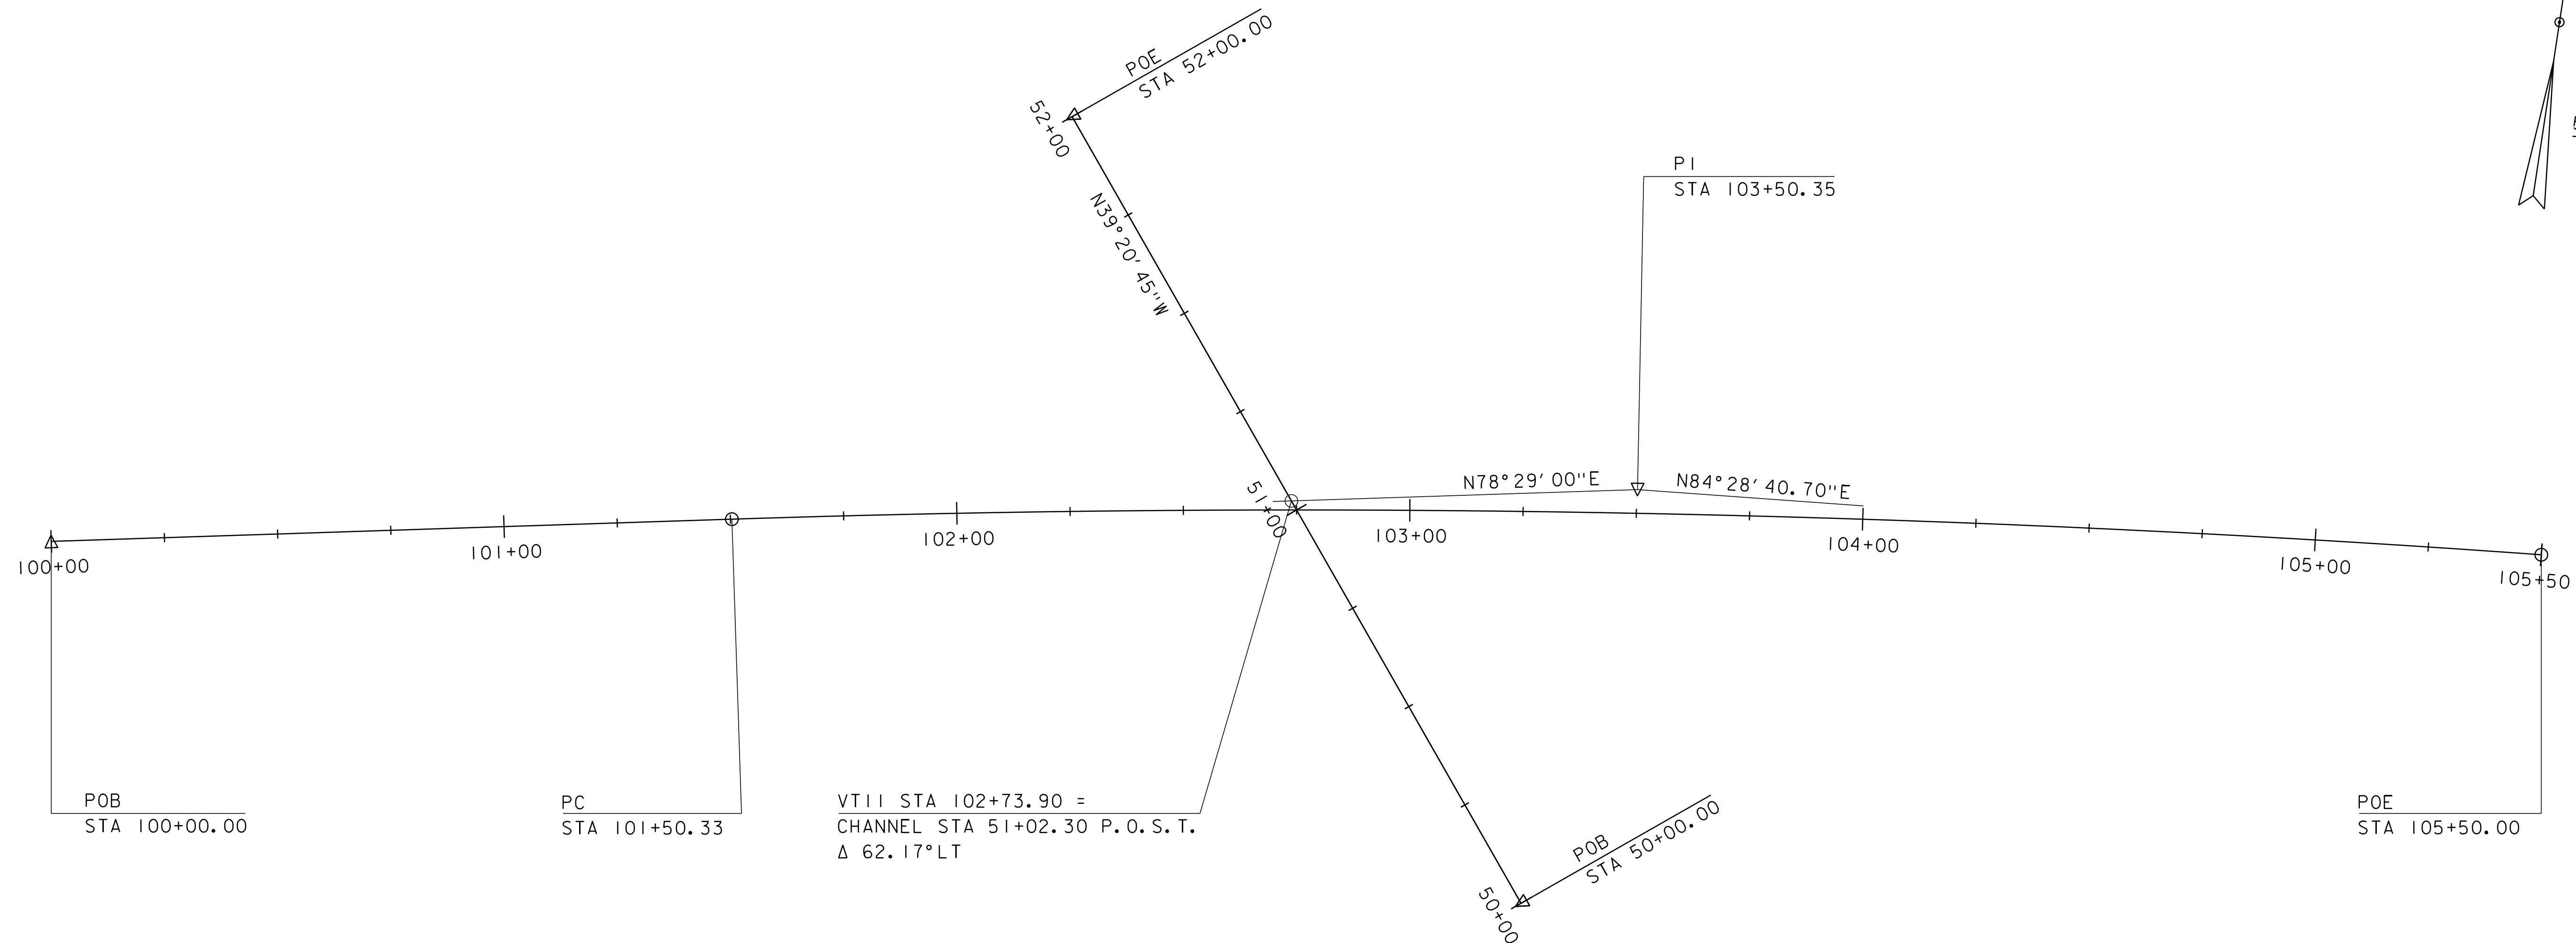 POE
STA 52+00.00
52+00
N39°20'45"W
PI
STA 103+50.35
51+00
N78°29'00"E
N84°28'40.70"E
100+00
101+00
102+00
103+00
104+00
105+00
105+50
POB
STA 100+00.00
PC
STA 101+50.33
VT11 STA 102+73.90 =
CHANNEL STA 51+02.30 P.O.S.T.
Δ 62.17°LT
POB
STA 50+00.00
50+00
POE
STA 105+50.00